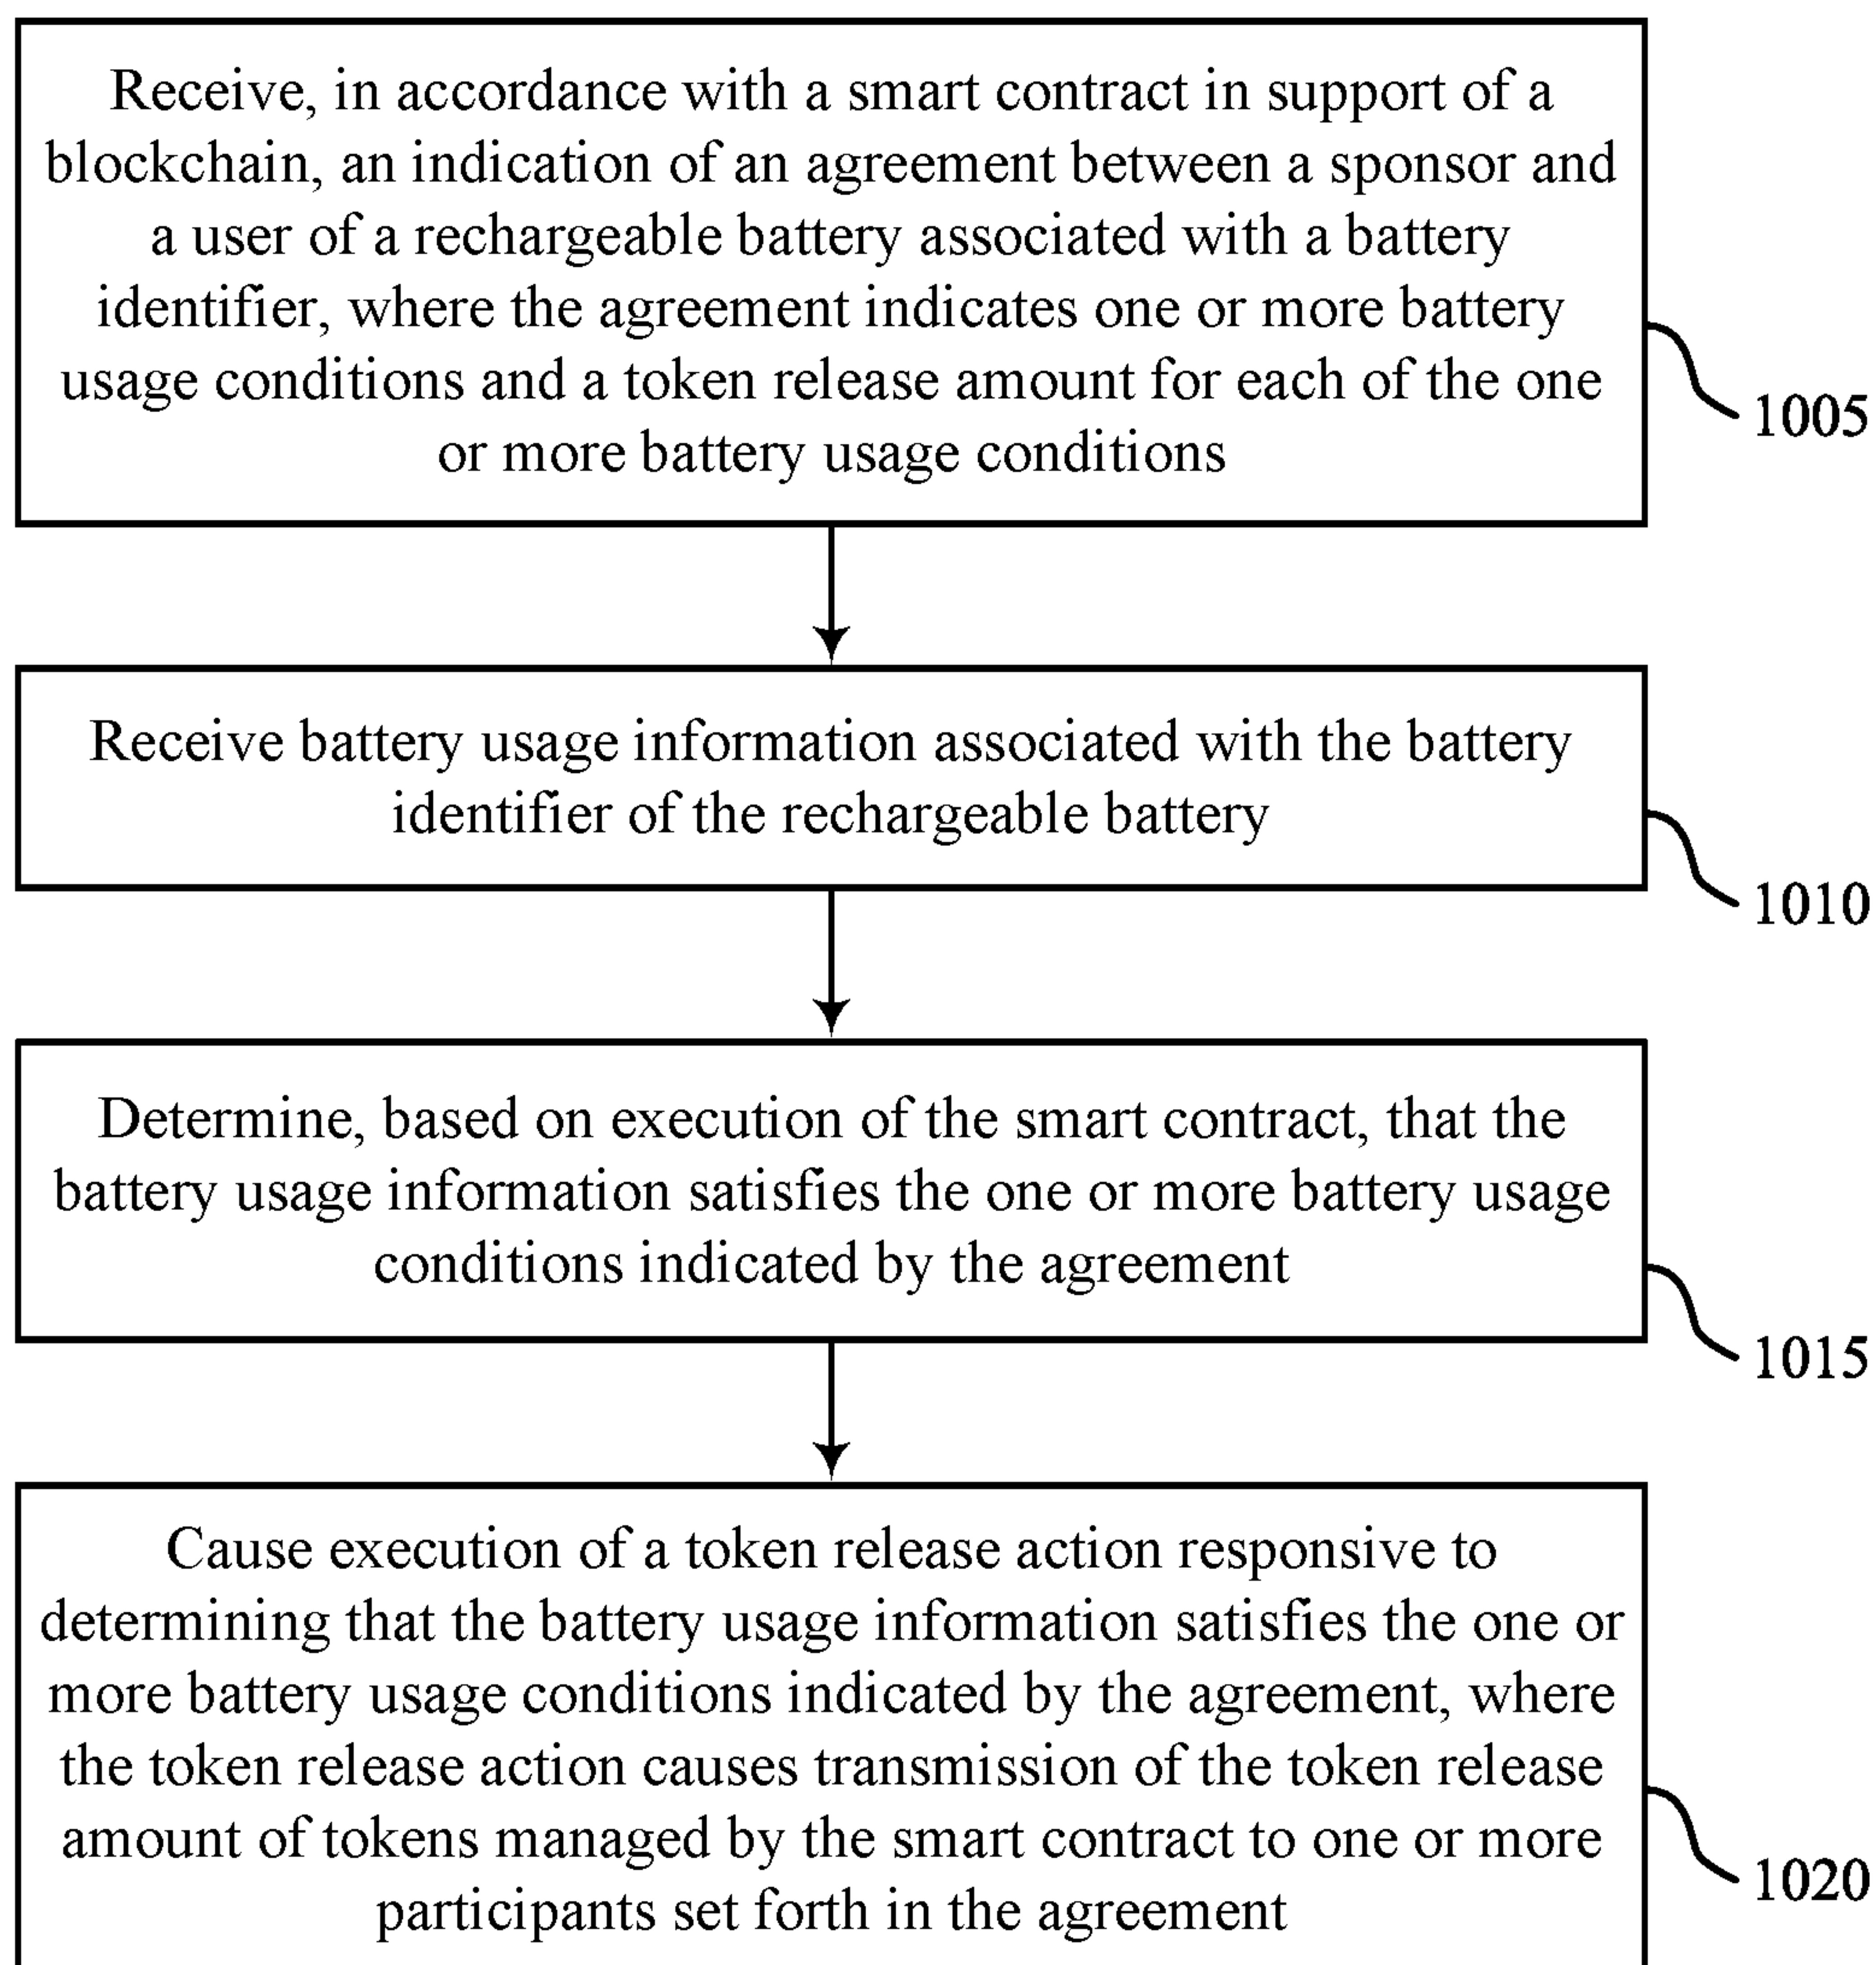 Receive, in accordance with a smart contract in support of a
blockchain, an indication of an agreement between a sponsor and
a user of a rechargeable battery associated with a battery
identifier, where the agreement indicates one or more battery
usage conditions and a token release amount for each of the one
or more battery usage conditions
1005
Receive battery usage information associated with the battery
identifier of the rechargeable battery
1010
Determine, based on execution of the smart contract, that the
battery usage information satisfies the one or more battery usage
conditions indicated by the agreement
1015
Cause execution of a token release action responsive to
determining that the battery usage information satisfies the one or
more battery usage conditions indicated by the agreement, where
the token release action causes transmission of the token release
amount of tokens managed by the smart contract to one or more
participants set forth in the agreement
1020